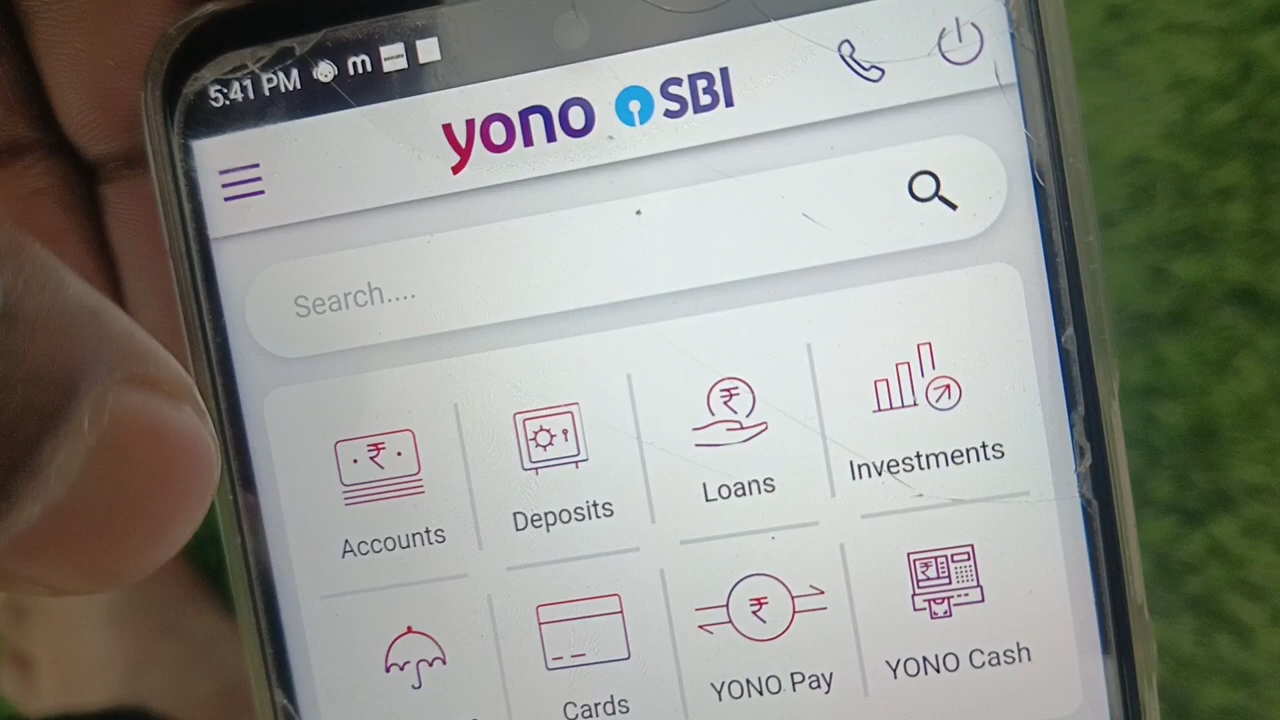 5:41 PM m
yono SBI
Search....
Accounts
Deposits
Loans
Investments
Cards
YONO Pay
YONO Cash